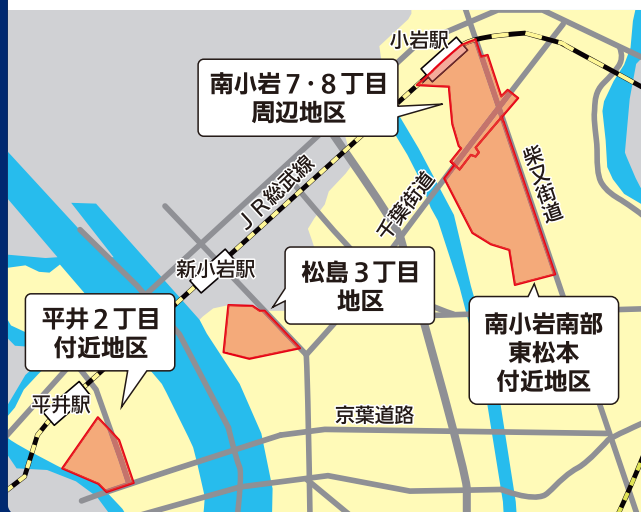 小岩駅
南小岩7・8丁目
周辺地区
柴又街道
JR総武線
千葉街道
新小岩駅
松島3丁目
地区
平井2丁目
付近地区
南小岩南部
東松本
付近地区
平井駅
京葉道路